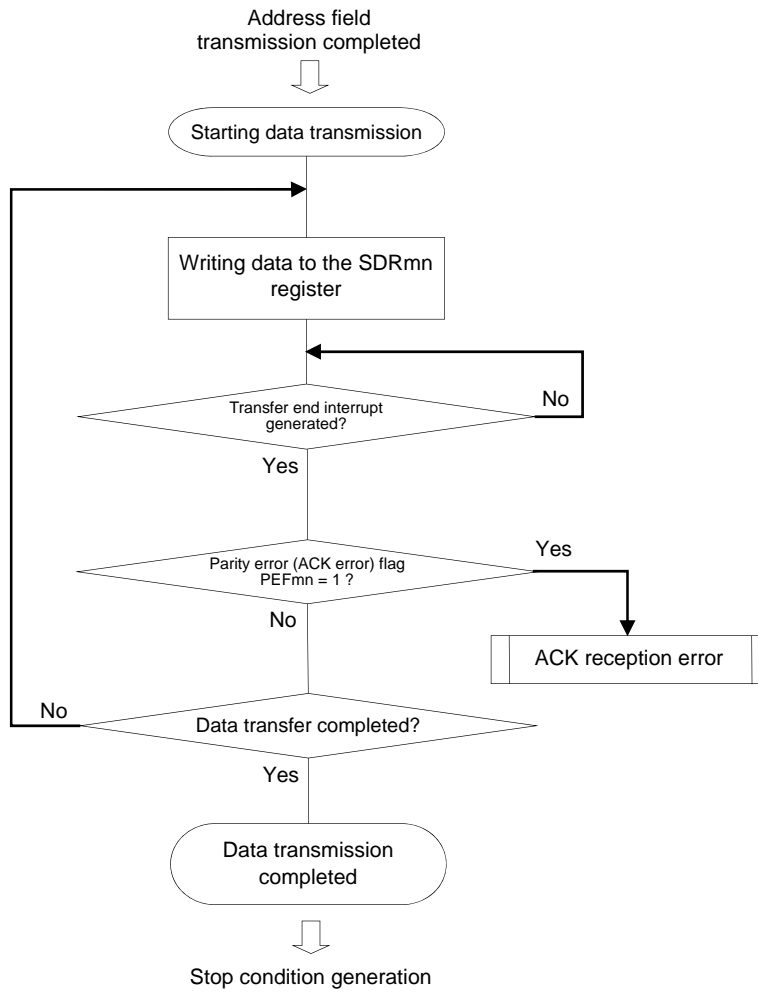 Address field
transmission completed
Starting data transmission
Writing data to the SDRmn
register
Transfer end interrupt
generated?
No
Yes
Parity error (ACK error) flag
PEFmn = 1 ?
Yes
No
ACK reception error
Data transfer completed?
No
Yes
Data transmission
completed
Stop condition generation